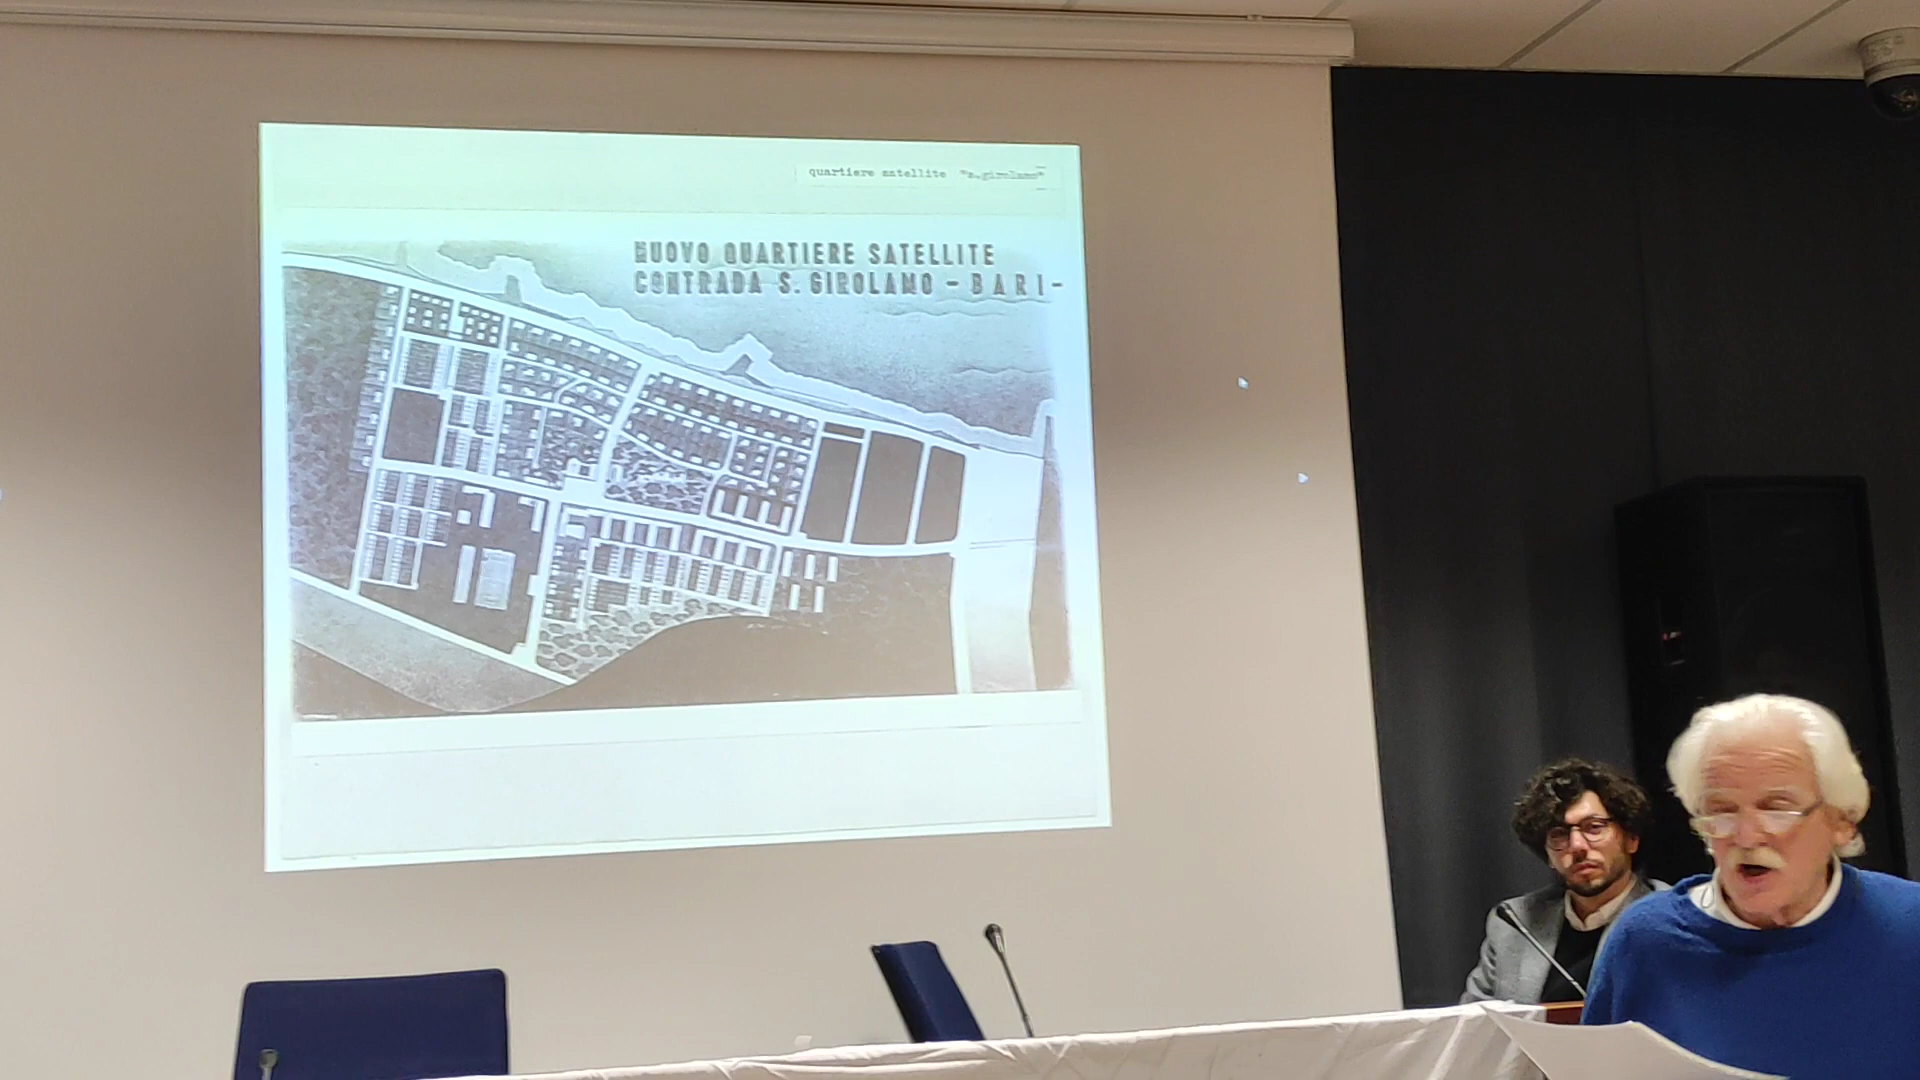 quartiere satellite "s.girolamo"
NUOVO QUARTIERE SATELLITE
CONTRADA S. GIROLAMO - BARI -